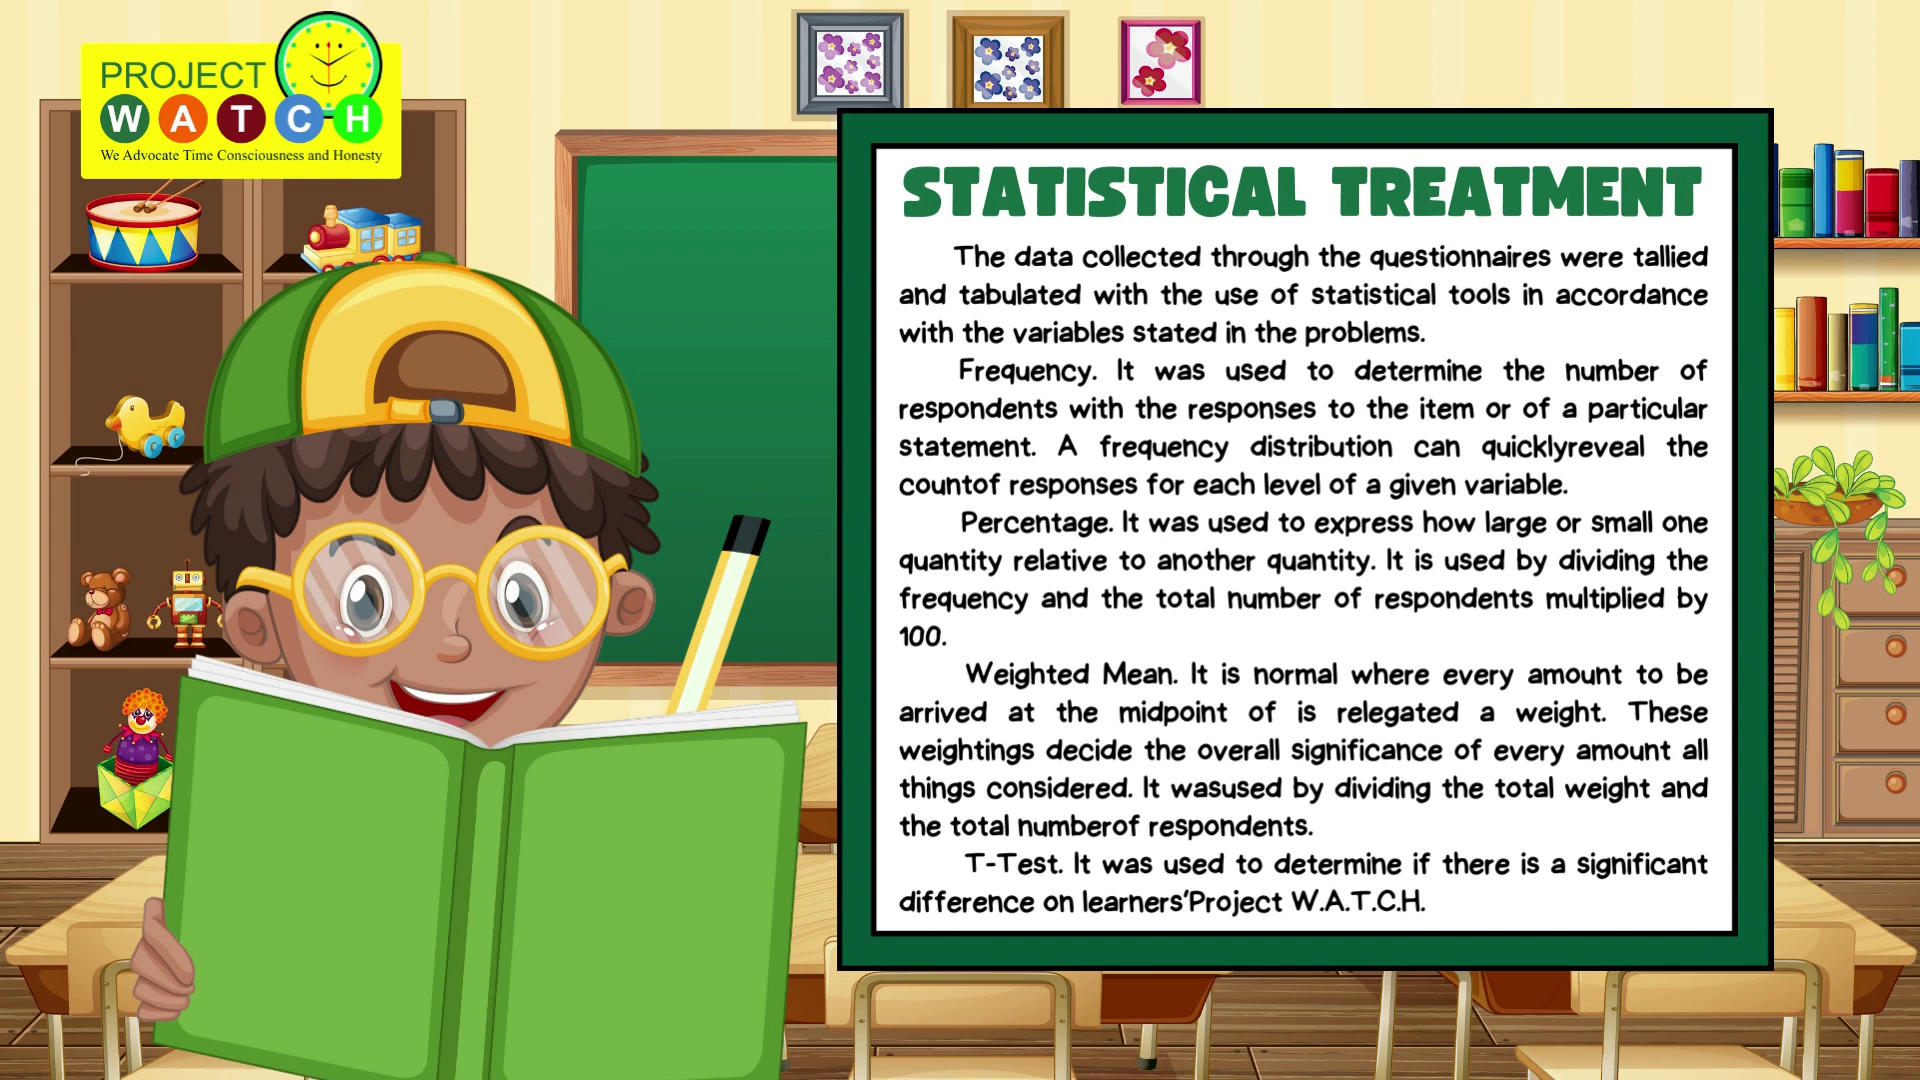 PROJECT
WATCH
We Advocate Time Consciousness and Honesty
STATISTICAL TREATMENT
The data collected through the questionnaires were tallied
and tabulated with the use of statistical tools in accordance
with the variables stated in the problems.
Frequency. It was used to determine the number of
respondents with the responses to the item or of a particular
statement. A frequency distribution can quicklyreveal the
countof responses for each level of a given variable.
Percentage. It was used to express how large or small one
quantity relative to another quantity. It is used by dividing the
frequency and the total number of respondents multiplied by
100.
Weighted Mean. It is normal where every amount to be
arrived at the midpoint of is relegated a weight. These
weightings decide the overall significance of every amount all
things considered. It wasused by dividing the total weight and
the total numberof respondents.
T-Test. It was used to determine if there is a significant
difference on learners'Project W.A.T.C.H.